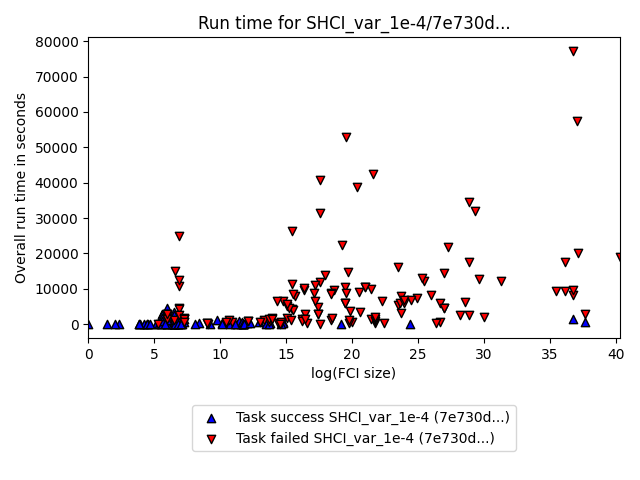 Run time for SHCI_var_1e-4/7e730d...
80000
70000
60000
50000
40000
30000
20000
10000
0
Overall run time in seconds
0 5 10 15 20 25 30 35 40
log(FCI size)
Task success SHCI_var_1e-4 (7e730d...)
Task failed SHCI_var_1e-4 (7e730d...)